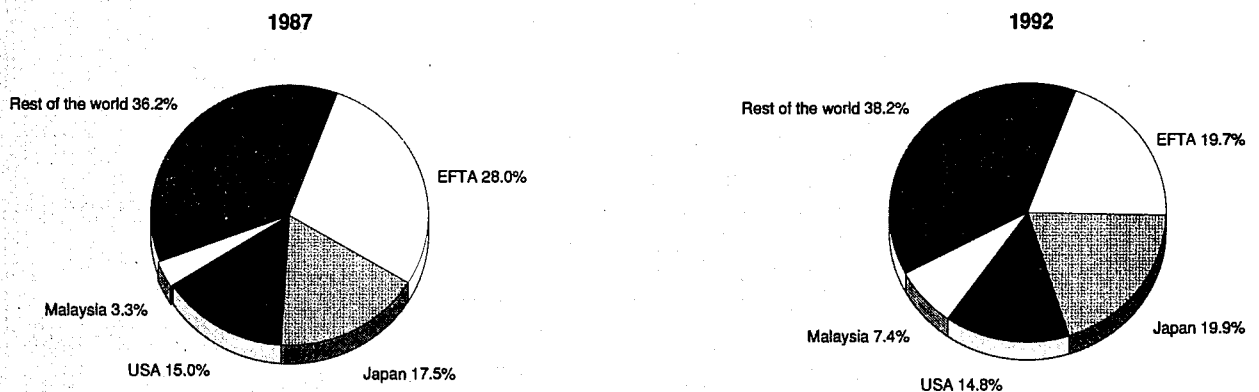 1987
Rest of the world 36.2%
EFTA 28.0%
Malaysia 3.3%
USA 15.0%
Japan 17.5%
1992
Rest of the world 38.2%
EFTA 19.7%
Malaysia 7.4%
Japan 19.9%
USA 14.8%